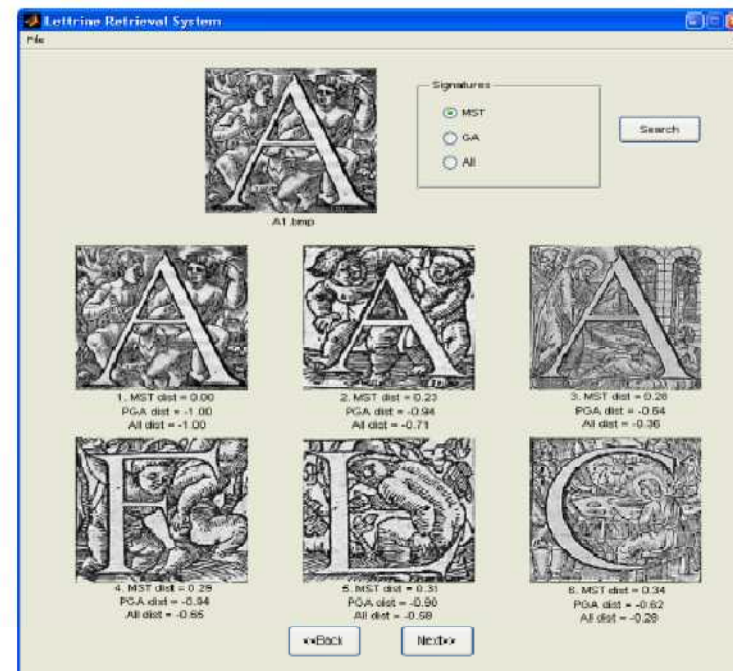 Lettrine Retrieval System
File
A
Signatures
MST
GA
All
Search
A1.bmp
A
A
A
1. MST dist = 0.00
PGA dist = -1.00
All dist = -1.00
2. MST dist = 0.23
PGA dist = -0.94
All dist = -0.71
3. MST dist = 0.28
PGA dist = -0.64
All dist = -0.36
F
L
C
4. MST dist = 0.29
PGA dist = -0.94
All dist = -0.65
5. MST dist = 0.31
PGA dist = -0.90
All dist = -0.59
6. MST dist = 0.34
PGA dist = -0.62
All dist = -0.28
<<Back
Next>>